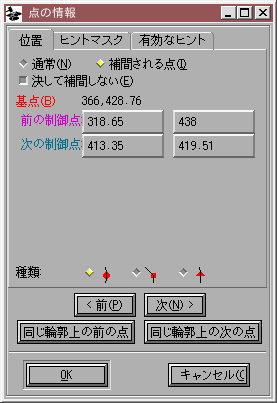 点の情報
位置 ヒントマスク 有効なヒント
通常(N) 補間される点(I
決して補間しない(E)
基点(B) 366,428.76
前の制御点: 318.65 438
次の制御点: 413.35 419.51
種類:
< 前(P) 次(N) >
同じ輪郭上の前の点 同じ輪郭上の次の点
OK キャンセル(C